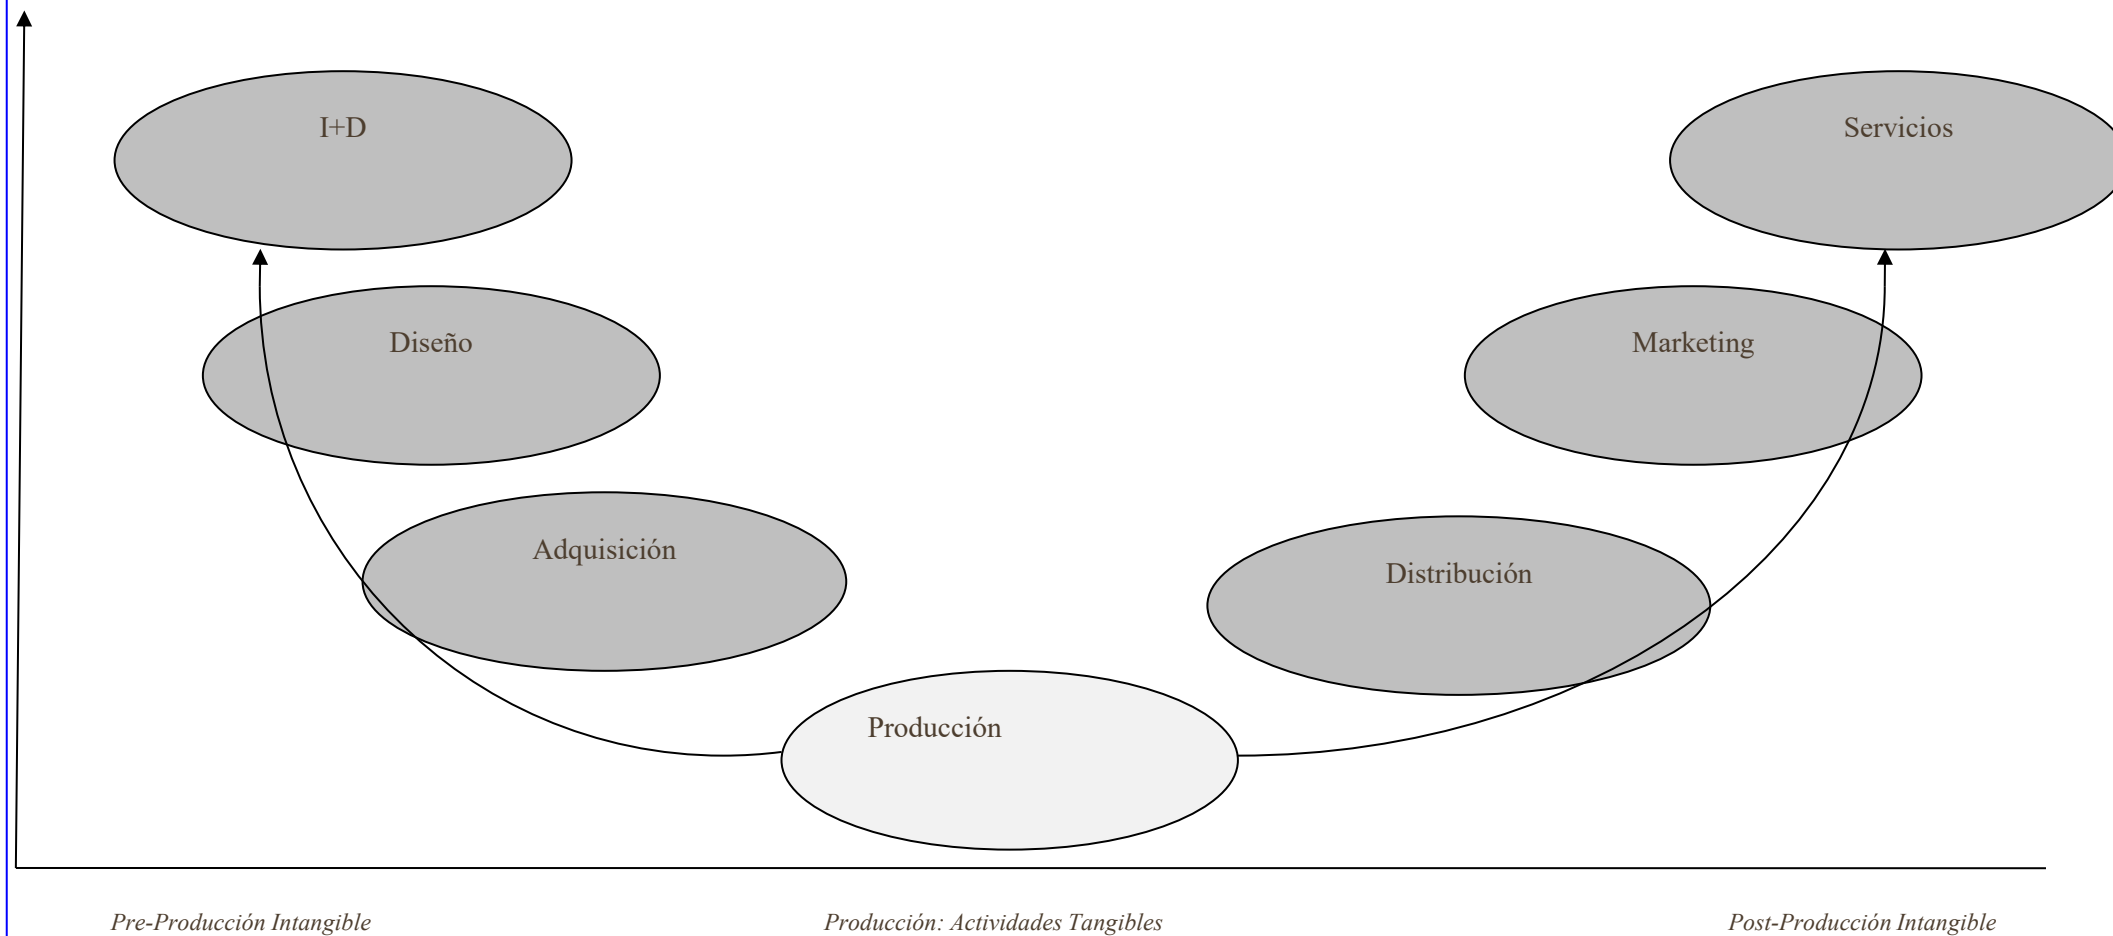 I+D
Servicios
Diseño
Marketing
Adquisición
Distribución
Producción
Pre-Producción Intangible
Producción: Actividades Tangibles
Post-Producción Intangible